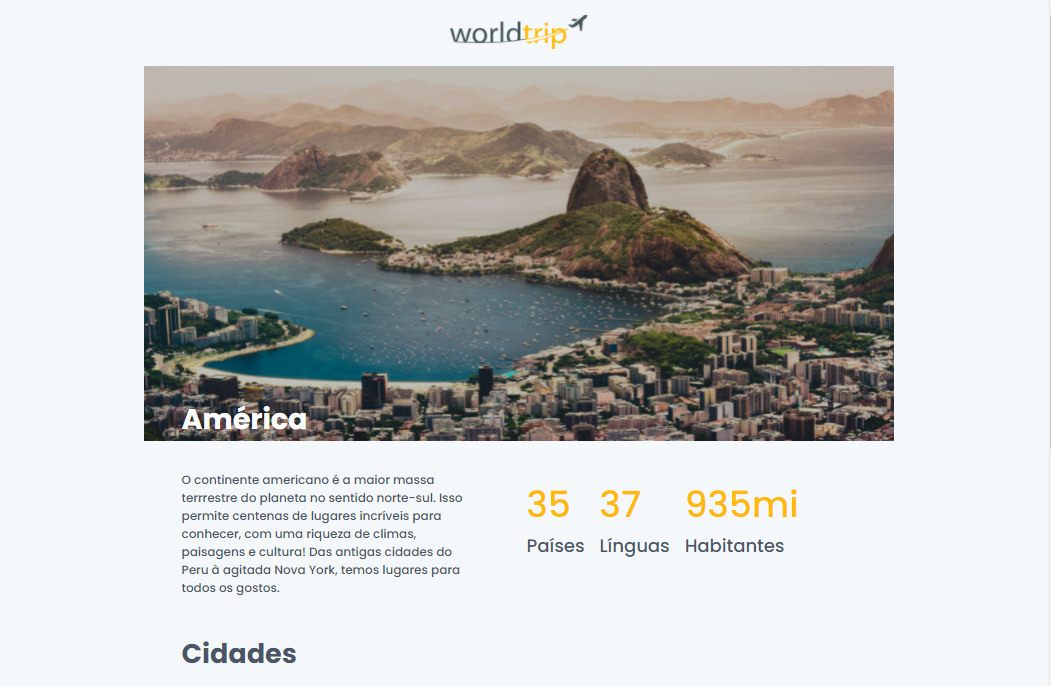 worldtrip
América
O continente americano é a maior massa
terrrestre do planeta no sentido norte-sul. Isso
permite centenas de lugares incríveis para
conhecer, com uma riqueza de climas,
paisagens e cultura! Das antigas cidades do
Peru à agitada Nova York, temos lugares para
todos os gostos.
35 37 935mi
Países Línguas Habitantes
Cidades